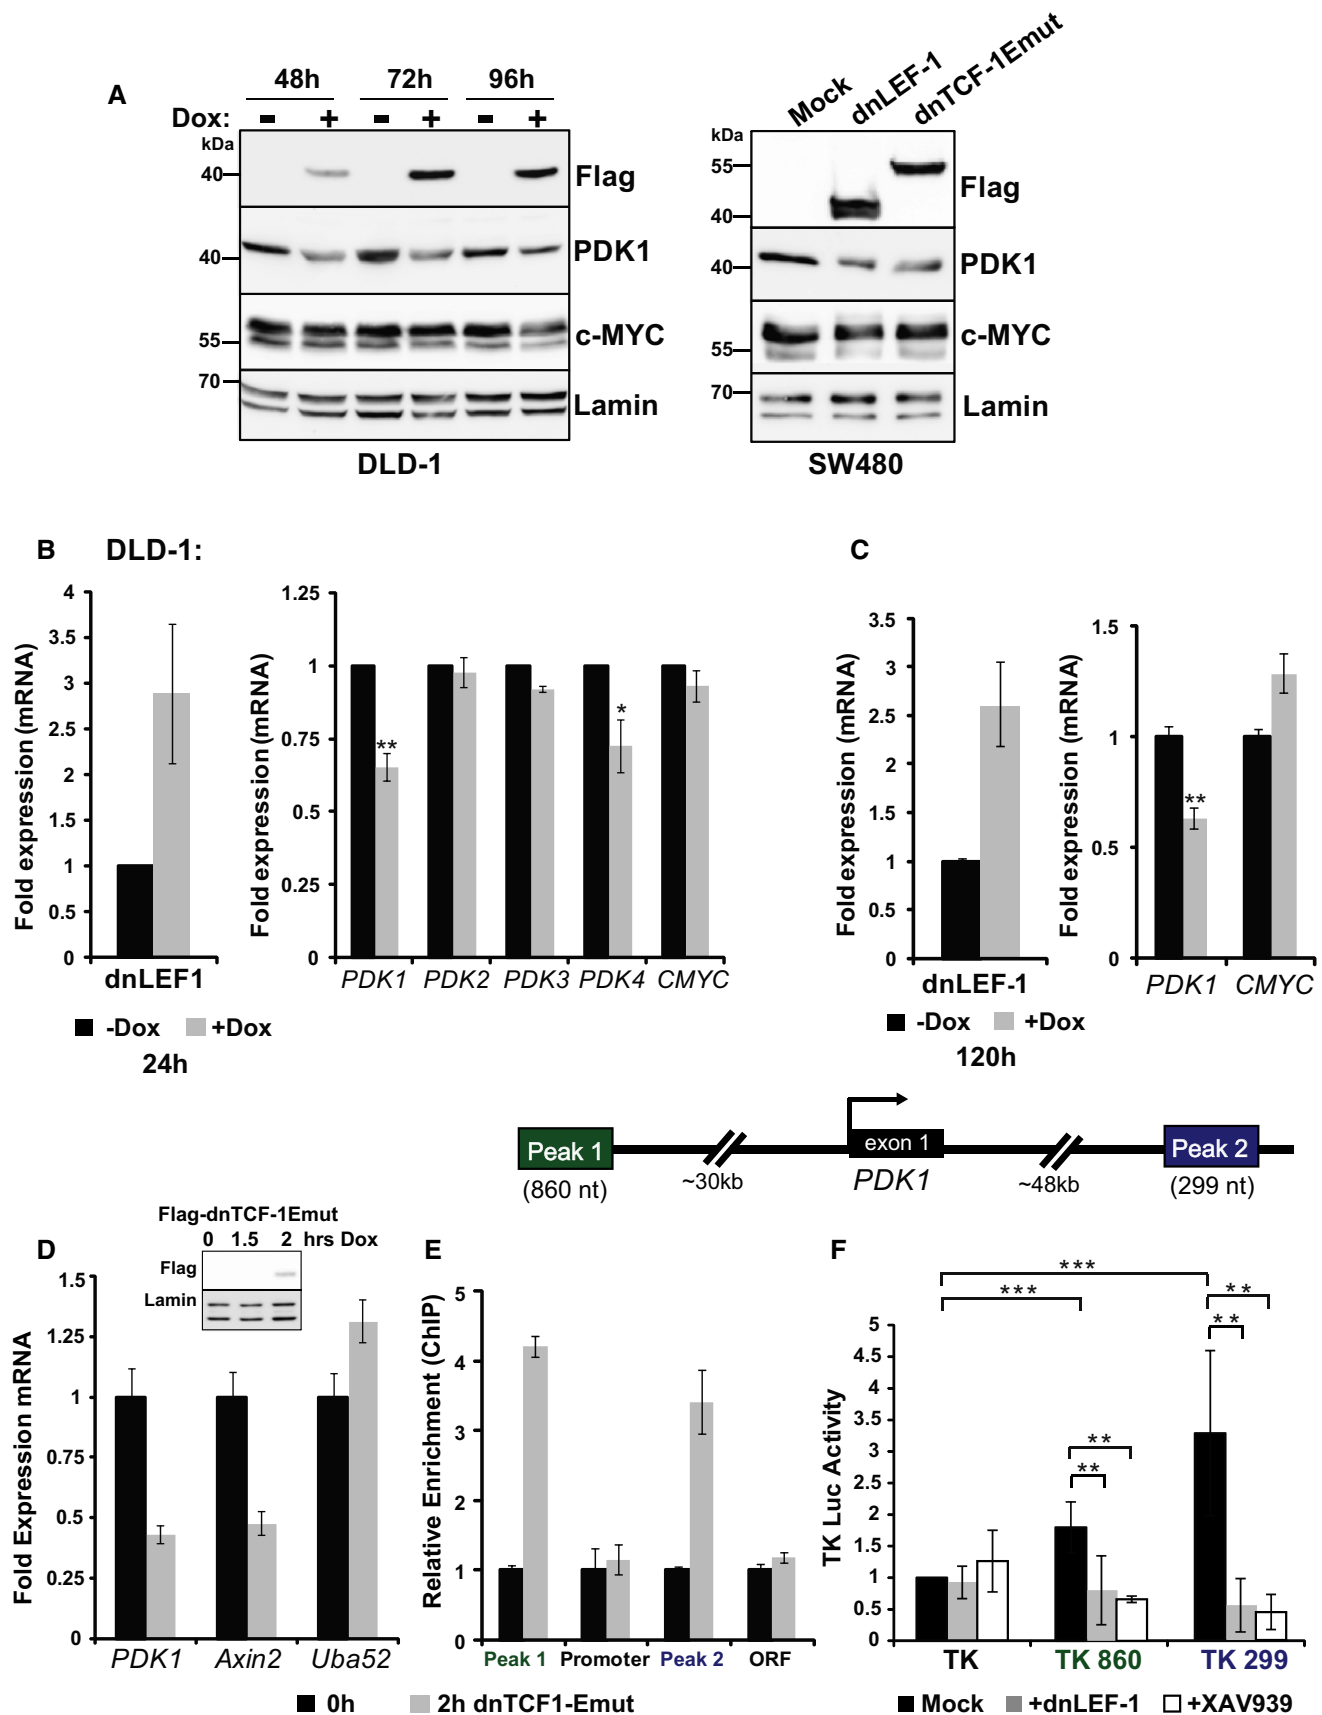 A
48h 72h 96h
Dox: - + - + - +
kDa
40
Flag
40
PDK1
55
c-MYC
70
Lamin
DLD-1
Mock dnLEF-1 dnTCF-1Emut
kDa
55
40
Flag
40
PDK1
55
c-MYC
70
Lamin
SW480
B DLD-1:
Fold expression (mRNA)
4
3.5
3
2.5
2
1.5
1
0.5
0
dnLEF1
Fold expression (mRNA)
1.25
1
0.75
0.5
0.25
0
**
*
PDK1 PDK2 PDK3 PDK4 CMYC
-Dox +Dox
24h
C
Fold expression (mRNA)
3.5
3
2.5
2
1.5
1
0.5
0
dnLEF-1
Fold expression (mRNA)
1.5
1
0.5
0
**
PDK1 CMYC
-Dox +Dox
120h
Peak 1
(860 nt)
~30kb
exon 1
PDK1
~48kb
Peak 2
(299 nt)
D
Flag-dnTCF-1Emut
0 1.5 2 hrs Dox
Flag
Lamin
Fold Expression mRNA
1.5
1.25
1
0.75
0.5
0.25
0
PDK1 Axin2 Uba52
E
Relative Enrichment (ChIP)
5
4
3
2
1
0
Peak 1 Promoter Peak 2 ORF
0h 2h dnTCF1-Emut
F
TK Luc Activity
5
4.5
4
3.5
3
2.5
2
1.5
1
0.5
0
***
***
**
**
**
**
TK TK 860 TK 299
Mock +dnLEF-1 +XAV939